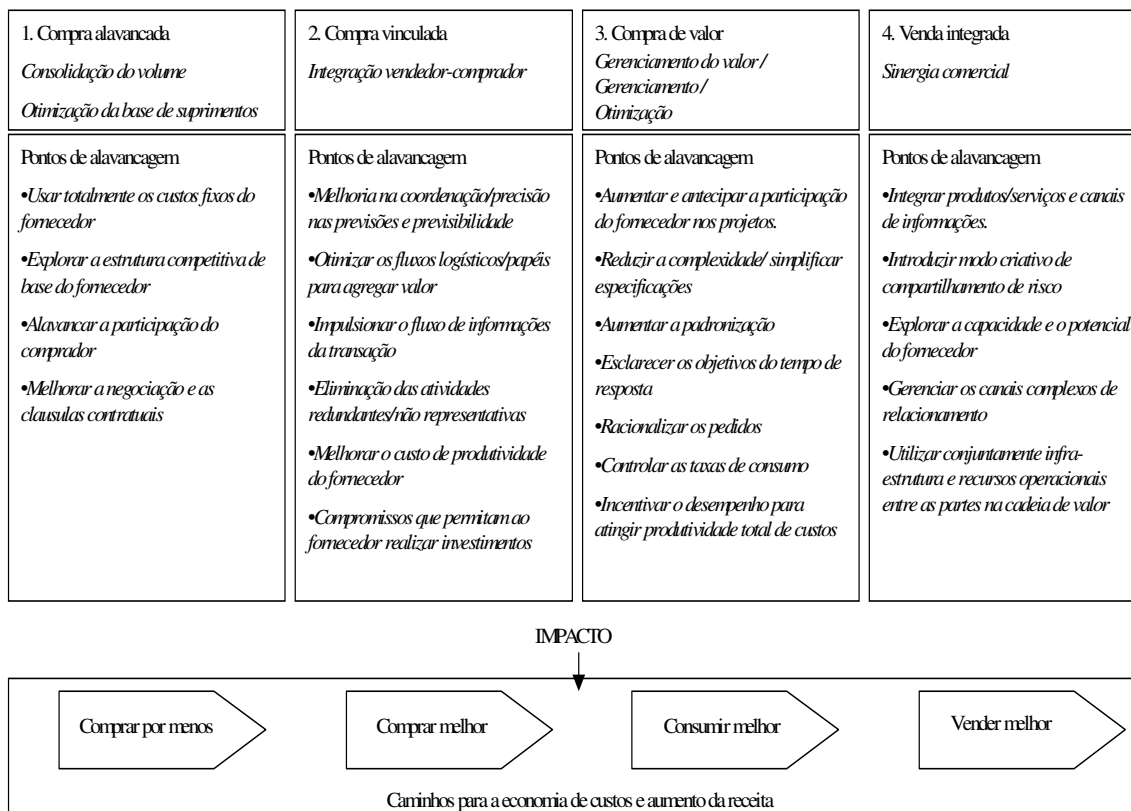 1. Compra alavancada
Consolidação do volume
Otimização da base de suprimentos
2. Compra vinculada
Integração vendedor-comprador
3. Compra de valor
Gerenciamento do valor /
Gerenciamento /
Otimização
4. Venda integrada
Sinergia comercial
Pontos de alavancagem
•Usar totalmente os custos fixos do
fornecedor
•Explorar a estrutura competitiva de
base do fornecedor
•Alavancar a participação do
comprador
•Melhorar a negociação e as
clausulas contratuais
Pontos de alavancagem
•Melhoria na coordenação/precisão
nas previsões e previsibilidade
•Otimizar os fluxos logísticos/papéis
para agregar valor
•Impulsionar o fluxo de informações
da transação
•Eliminação das atividades
redundantes/não representativas
•Melhorar o custo de produtividade
do fornecedor
•Compromissos que permitam ao
fornecedor realizar investimentos
Pontos de alavancagem
•Aumentar e antecipar a participação
do fornecedor nos projetos.
•Reduzir a complexidade/ simplificar
especificações
•Aumentar a padronização
•Esclarecer os objetivos do tempo de
resposta
•Racionalizar os pedidos
•Controlar as taxas de consumo
•Incentivar o desempenho para
atingir produtividade total de custos
Pontos de alavancagem
•Integrar produtos/serviços e canais
de informações.
•Introduzir modo criativo de
compartilhamento de risco
•Explorar a capacidade e o potencial
do fornecedor
•Gerenciar os canais complexos de
relacionamento
•Utilizar conjuntamente infra-
estrutura e recursos operacionais
entre as partes na cadeia de valor
IMPACTO
Comprar por menos
Comprar melhor
Consumir melhor
Vender melhor
Caminhos para a economia de custos e aumento da receita